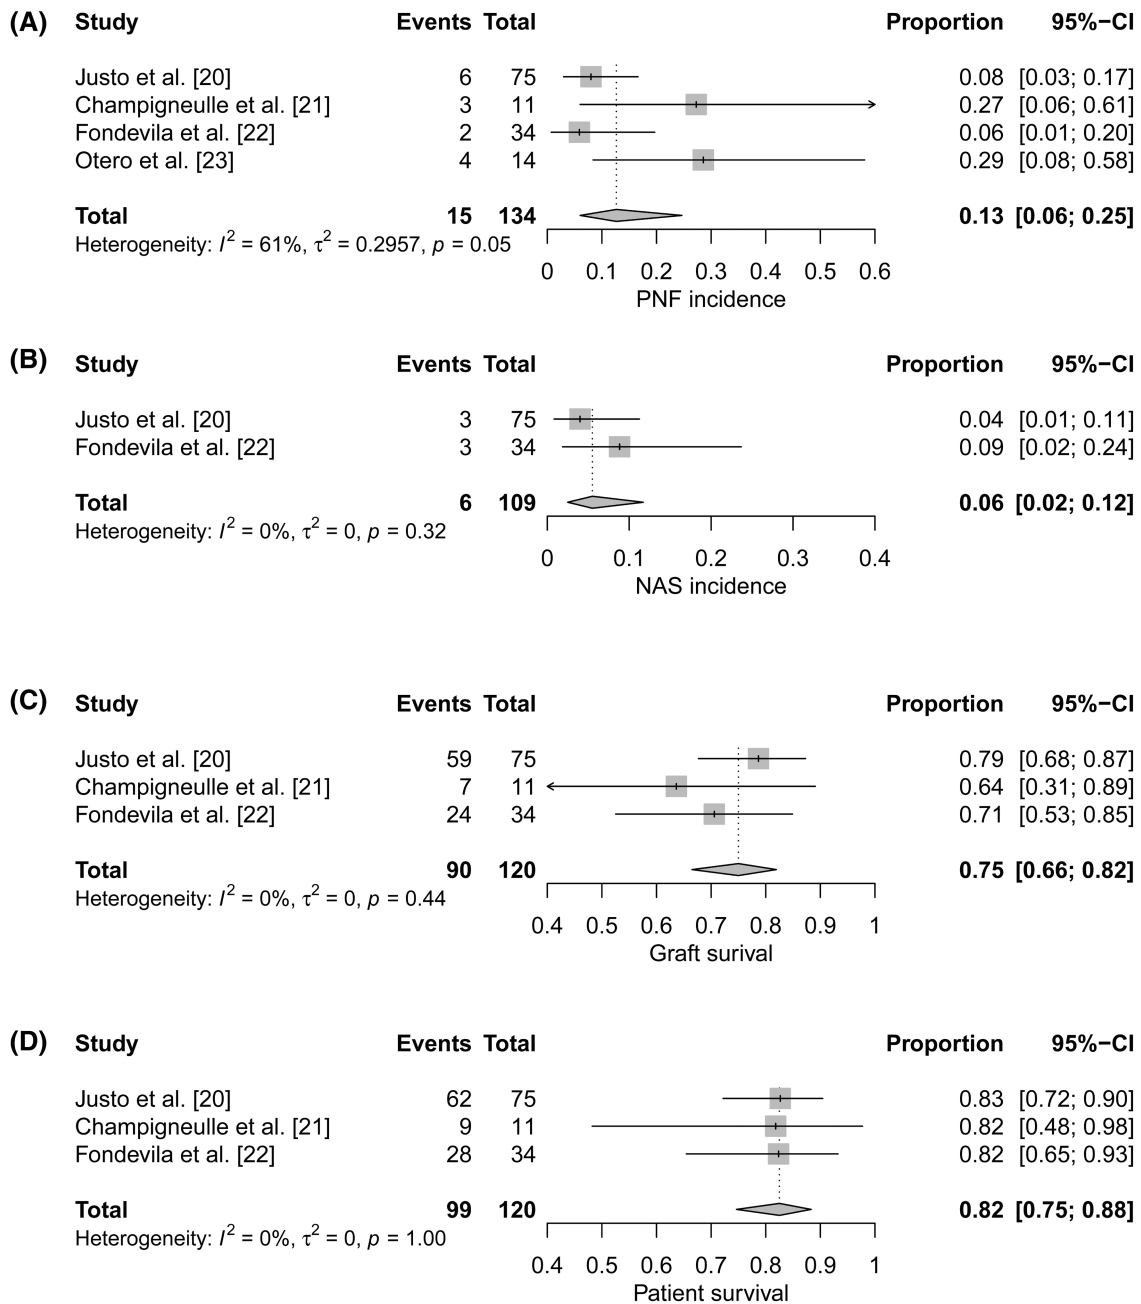 (A) Study Events Total Proportion 95%−CI
Justo et al. [20] 6 75 0.08 [0.03; 0.17]
Champigneulle et al. [21] 3 11 0.27 [0.06; 0.61]
Fondevila et al. [22] 2 34 0.06 [0.01; 0.20]
Otero et al. [23] 4 14 0.29 [0.08; 0.58]
Total 15 134 0.13 [0.06; 0.25]
Heterogeneity: I² = 61%, τ² = 0.2957, p = 0.05
0 0.1 0.2 0.3 0.4 0.5 0.6
PNF incidence
(B) Study Events Total Proportion 95%−CI
Justo et al. [20] 3 75 0.04 [0.01; 0.11]
Fondevila et al. [22] 3 34 0.09 [0.02; 0.24]
Total 6 109 0.06 [0.02; 0.12]
Heterogeneity: I² = 0%, τ² = 0, p = 0.32
0 0.1 0.2 0.3 0.4
NAS incidence
(C) Study Events Total Proportion 95%−CI
Justo et al. [20] 59 75 0.79 [0.68; 0.87]
Champigneulle et al. [21] 7 11 0.64 [0.31; 0.89]
Fondevila et al. [22] 24 34 0.71 [0.53; 0.85]
Total 90 120 0.75 [0.66; 0.82]
Heterogeneity: I² = 0%, τ² = 0, p = 0.44
0.4 0.5 0.6 0.7 0.8 0.9 1
Graft surival
(D) Study Events Total Proportion 95%−CI
Justo et al. [20] 62 75 0.83 [0.72; 0.90]
Champigneulle et al. [21] 9 11 0.82 [0.48; 0.98]
Fondevila et al. [22] 28 34 0.82 [0.65; 0.93]
Total 99 120 0.82 [0.75; 0.88]
Heterogeneity: I² = 0%, τ² = 0, p = 1.00
0.4 0.5 0.6 0.7 0.8 0.9 1
Patient survival